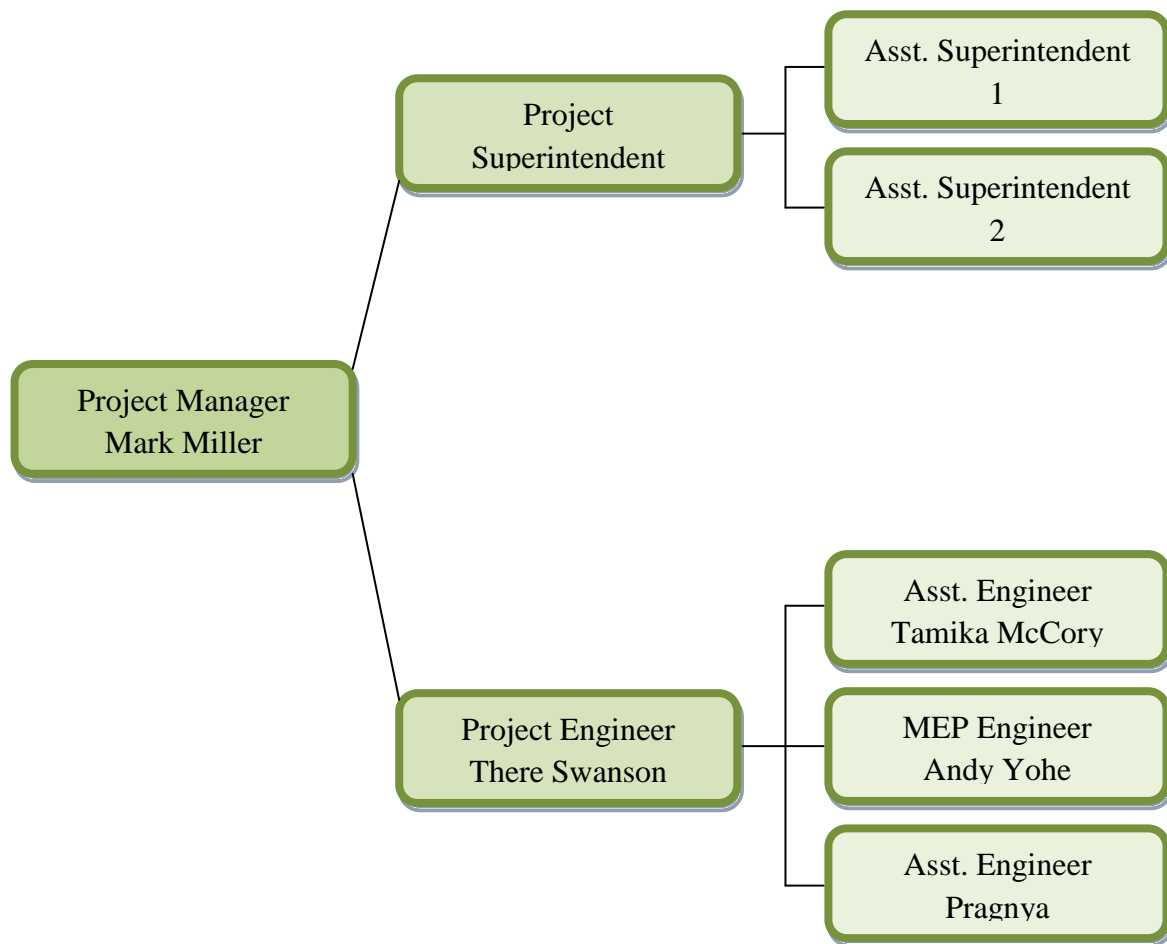 Asst. Superintendent
1
Project
Superintendent
Asst. Superintendent
2
Project Manager
Mark Miller
Asst. Engineer
Tamika McCory
Project Engineer
There Swanson
MEP Engineer
Andy Yohe
Asst. Engineer
Pragnya